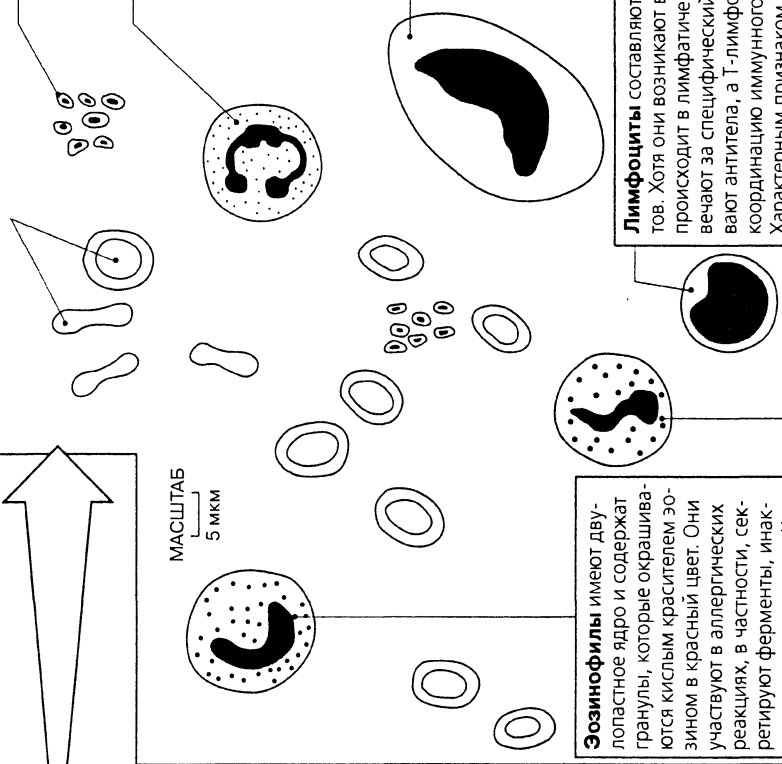 Лимфоциты составляют
тов. Хотя они возникают
происходит в
вечают за специфический
вают антитела, а
координацию иммунного
Характерным признаком
МАСШТАБ
5 мкм
Эозинофилы имеют дву-
лопастное ядро и содержат
гранулы, которые окрашива-
ются кислым красителем эо-
зином в красный цвет. Они
участвуют в аллергических
реакциях, в частности, сек-
ретируют ферменты, инак-